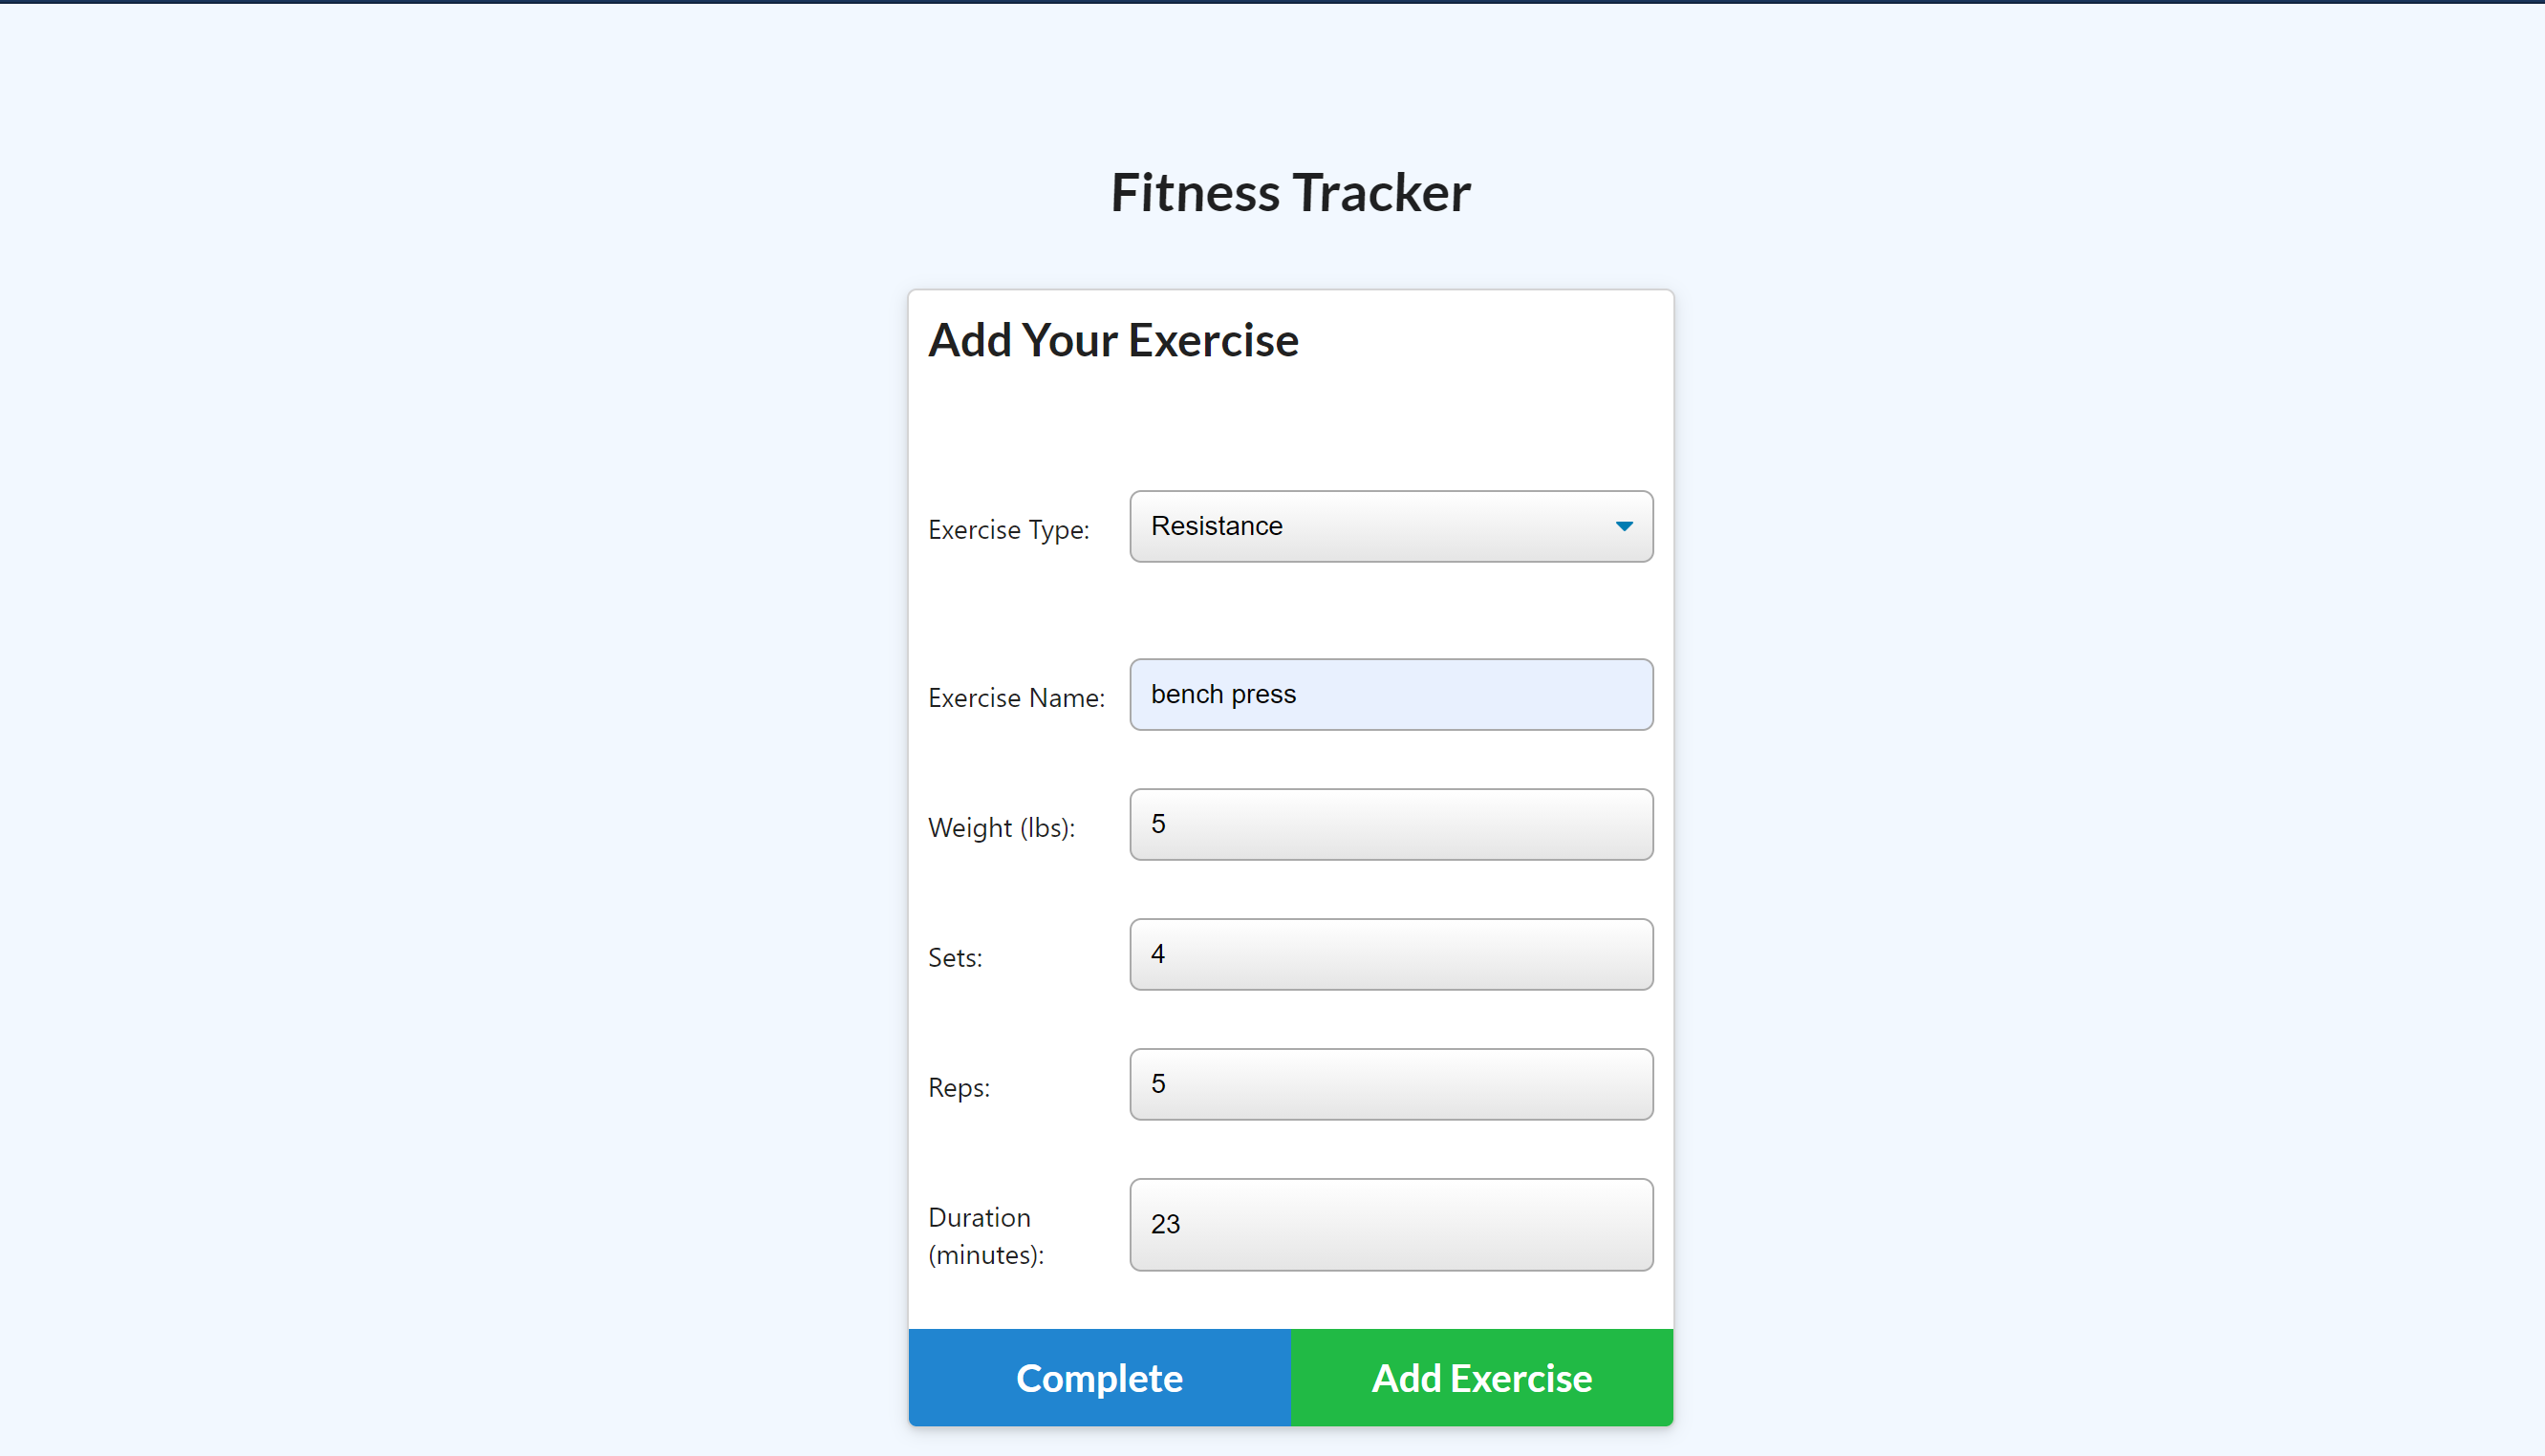 Fitness Tracker
Add Your Exercise
Exercise Type: Resistance
Exercise Name: bench press
Weight (lbs): 5
Sets: 4
Reps: 5
Duration
(minutes): 23
Complete Add Exercise